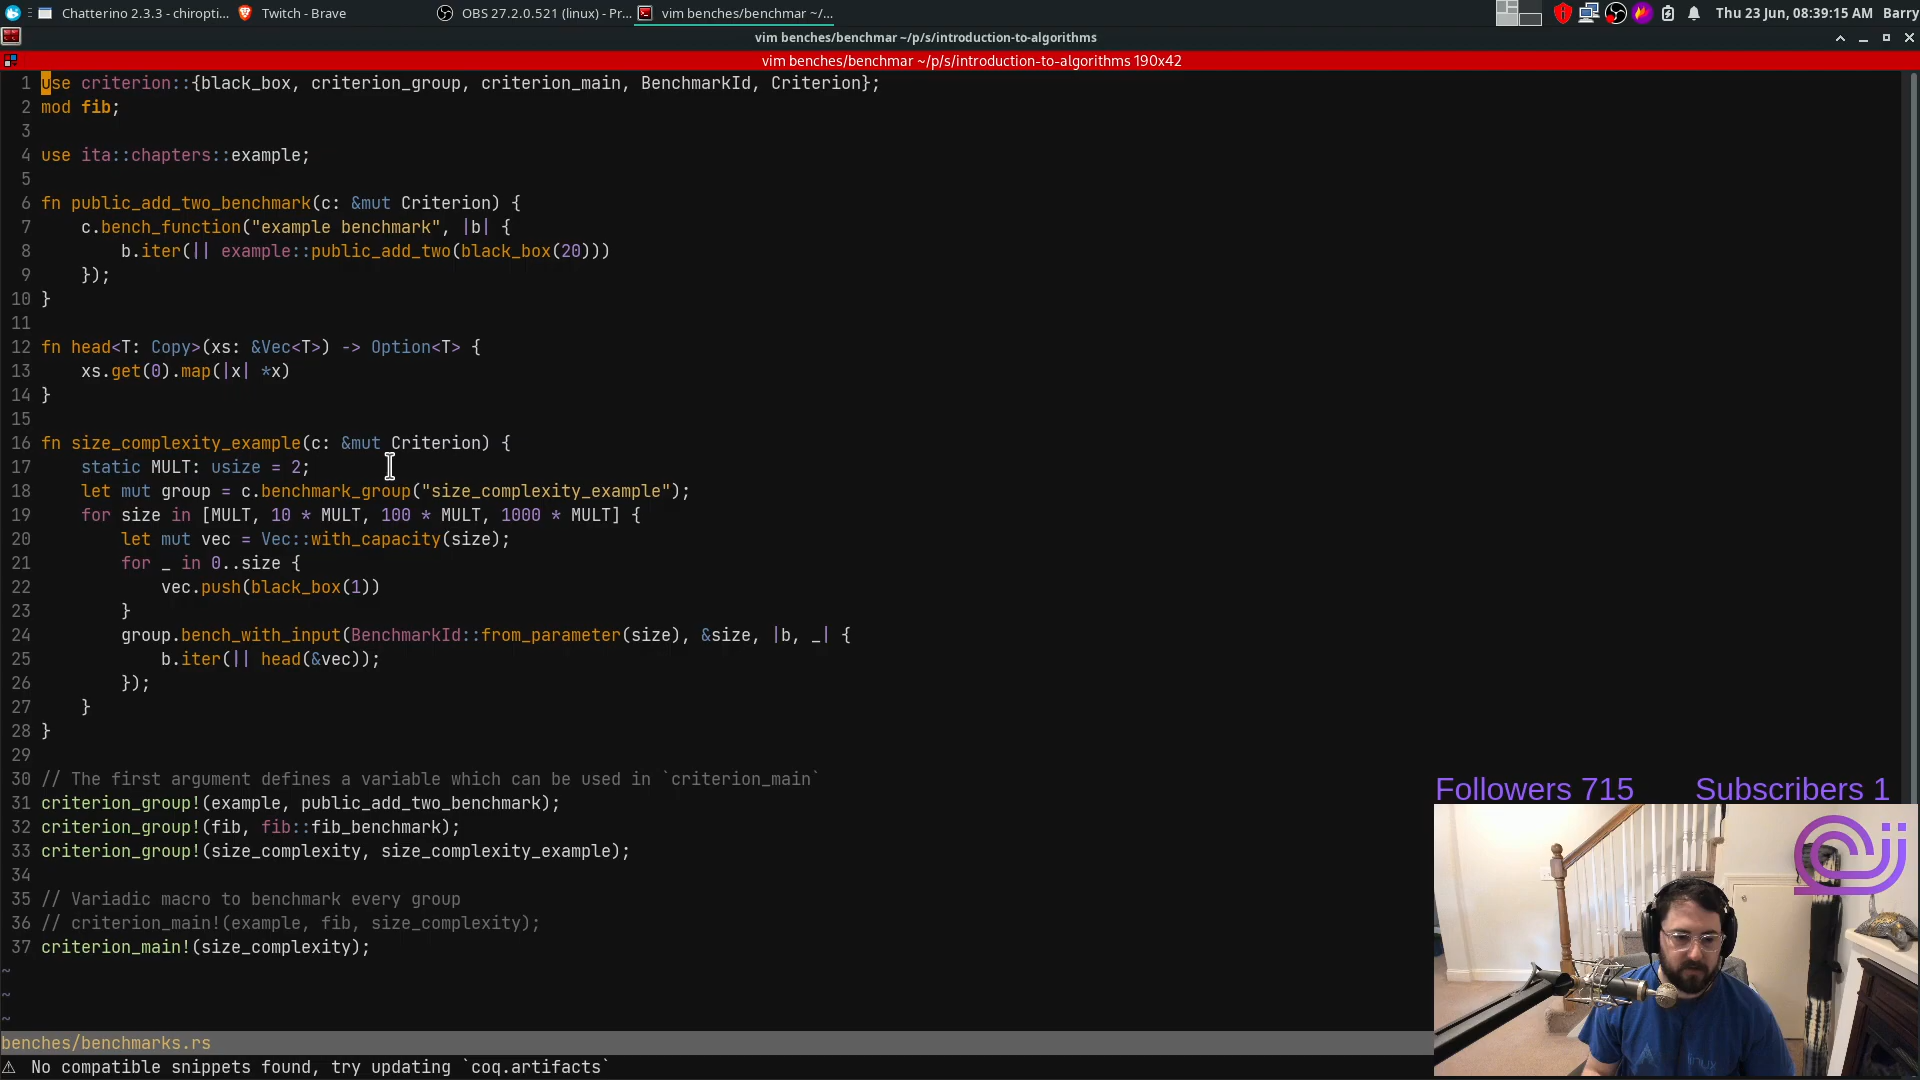 Chatterino 2.3.3 - chiropti... Twitch - Brave OBS 27.2.0.521 (linux) - Pr... vim benches/benchmar ~/... Thu 23 Jun, 08:39:15 AM Barry
vim benches/benchmar ~/p/s/introduction-to-algorithms
vim benches/benchmar ~/p/s/introduction-to-algorithms 190x42
1 use criterion::{black_box, criterion_group, criterion_main, BenchmarkId, Criterion};
2 mod fib;
3
4 use ita::chapters::example;
5
6 fn public_add_two_benchmark(c: &mut Criterion) {
7     c.bench_function("example benchmark", |b| {
8         b.iter(|| example::public_add_two(black_box(20)))
9     });
10 }
11
12 fn head<T: Copy>(xs: &Vec<T>) -> Option<T> {
13     xs.get(0).map(|x| *x)
14 }
15
16 fn size_complexity_example(c: &mut Criterion) {
17     static MULT: usize = 2;
18     let mut group = c.benchmark_group("size_complexity_example");
19     for size in [MULT, 10 * MULT, 100 * MULT, 1000 * MULT] {
20         let mut vec = Vec::with_capacity(size);
21         for _ in 0..size {
22             vec.push(black_box(1))
23         }
24         group.bench_with_input(BenchmarkId::from_parameter(size), &size, |b, _| {
25             b.iter(|| head(&vec));
26         });
27     }
28 }
29
30 // The first argument defines a variable which can be used in `criterion_main`
31 criterion_group!(example, public_add_two_benchmark);
32 criterion_group!(fib, fib::fib_benchmark);
33 criterion_group!(size_complexity, size_complexity_example);
34
35 // Variadic macro to benchmark every group
36 // criterion_main!(example, fib, size_complexity);
37 criterion_main!(size_complexity);
~
~
~
benches/benchmarks.rs
⚠ No compatible snippets found, try updating `coq.artifacts`
Followers 715 Subscribers 1